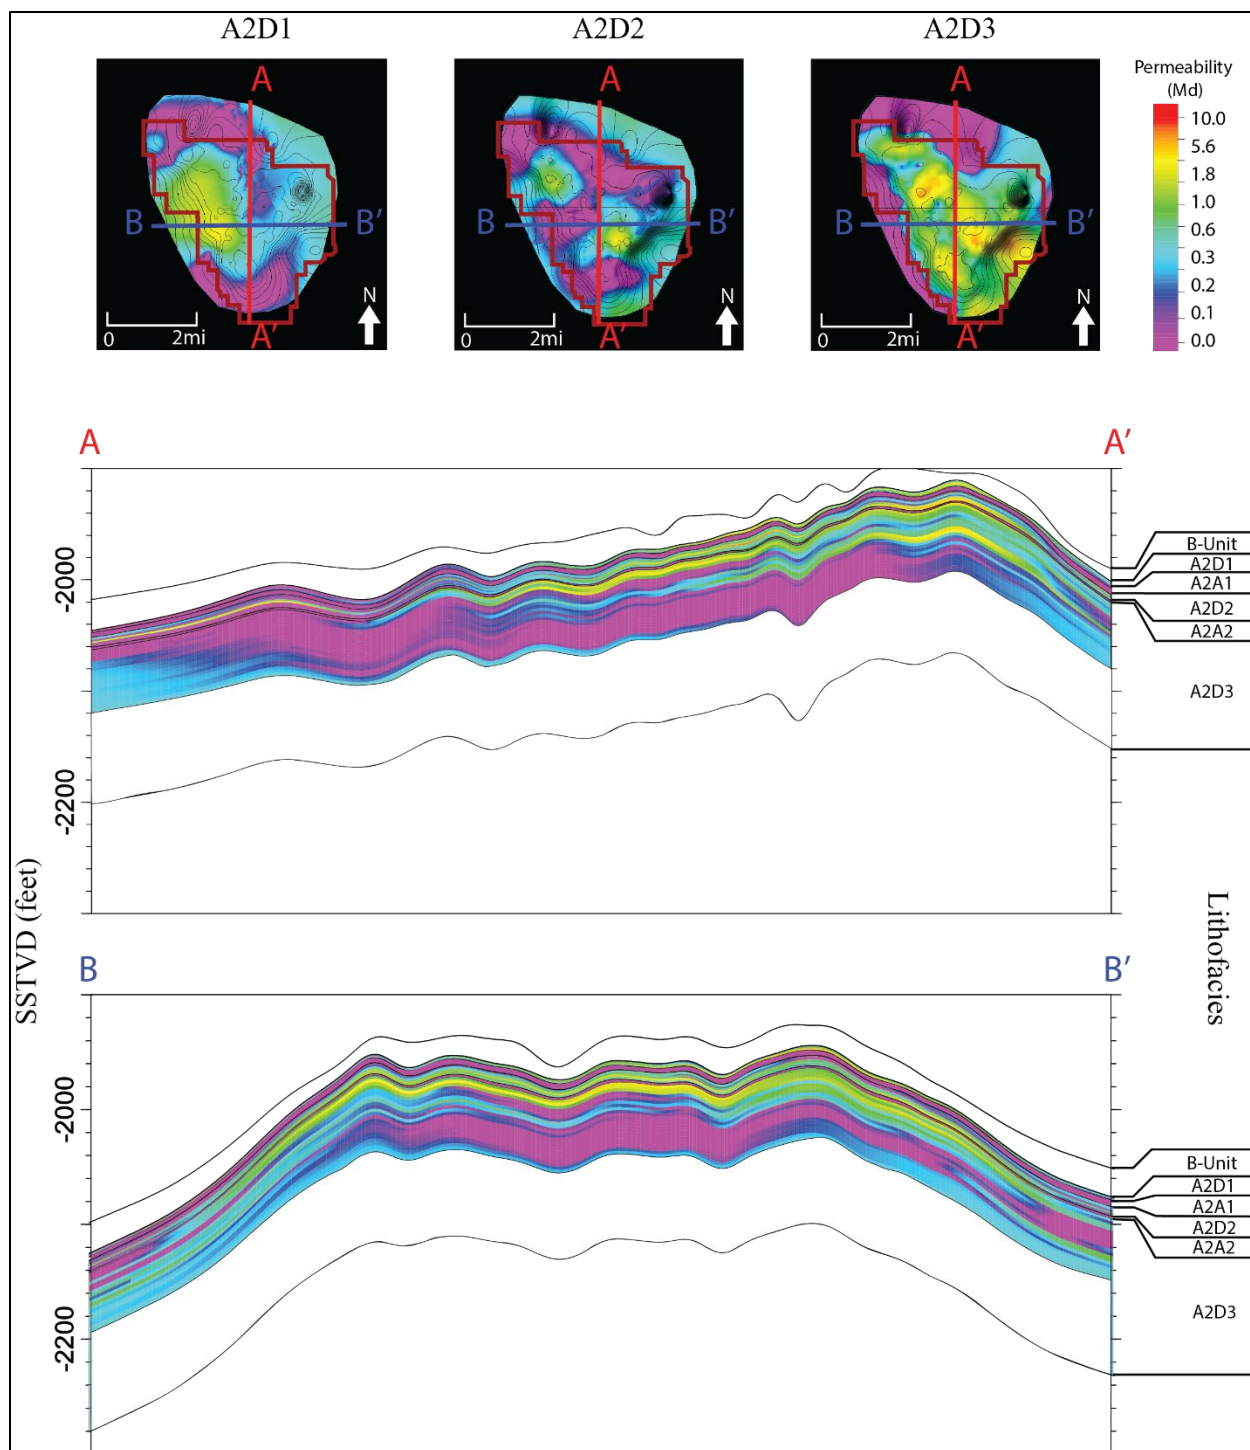 A2D1 A2D2 A2D3
Permeability
(Md)
10.0
5.6
1.8
1.0
0.6
0.3
0.2
0.1
0.0
A
B B'
A'
N
0 2mi
A
B B'
A'
N
0 2mi
A
B B'
A'
N
0 2mi
A A'
-2000
-2200
B-Unit
A2D1
A2A1
A2D2
A2A2
A2D3
SSTVD (feet)
Lithofacies
B B'
-2000
-2200
B-Unit
A2D1
A2A1
A2D2
A2A2
A2D3